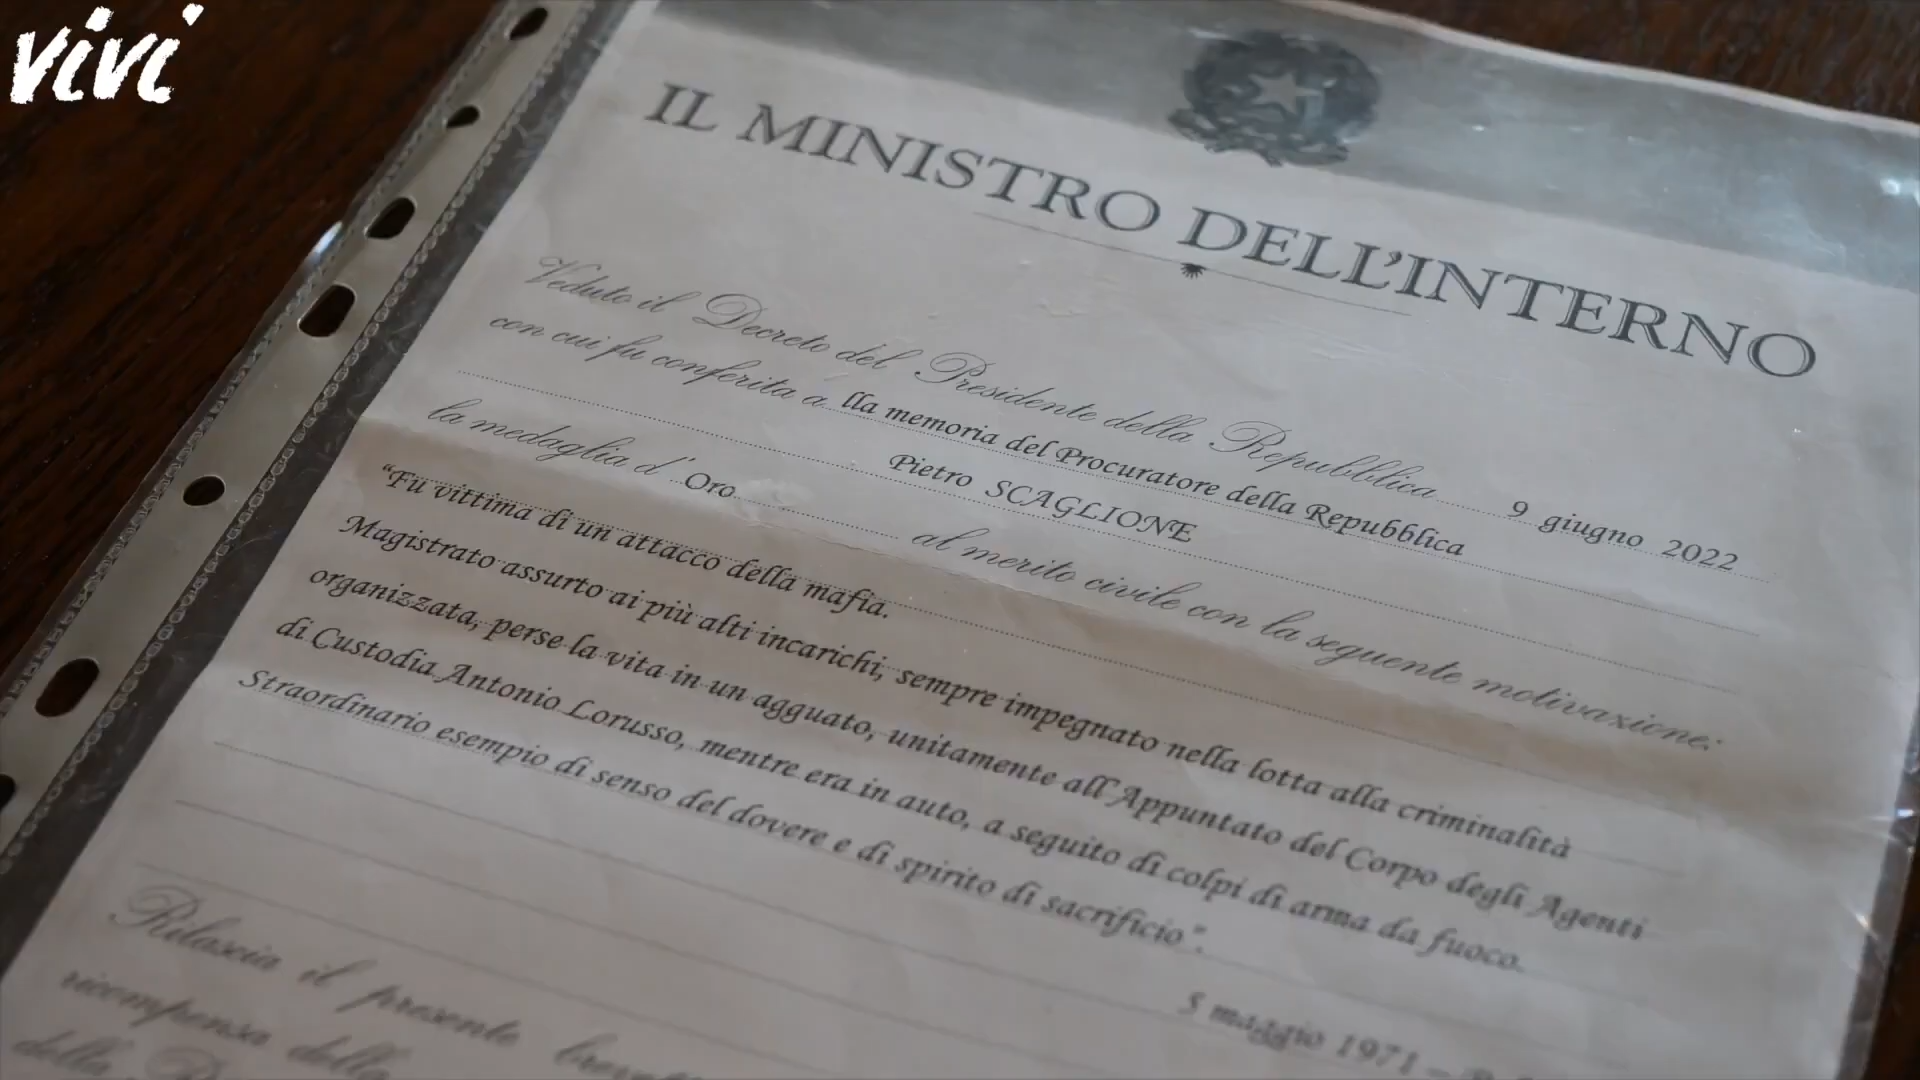 vivi
IL MINISTRO DELL'INTERNO
Veduto il Decreto del Presidente della Repubblica 9 giugno 2022
con cui fu conferita a lla memoria del Procuratore della Repubblica
Pietro SCAGLIONE
la medaglia d' Oro al merito civile con la seguente motivazione:
“Fu vittima di un attacco della mafia.
Magistrato assurto ai più alti incarichi, sempre impegnato nella lotta alla criminalità
organizzata, perse la vita in un agguato, unitamente all'Appuntato del Corpo degli Agenti
di Custodia Antonio Lorusso, mentre era in auto, a seguito di colpi di arma da fuoco.
Straordinario esempio di senso del dovere e di spirito di sacrificio”.
5 maggio 1971 –
Rilascia il presente
ricompensa dello
della